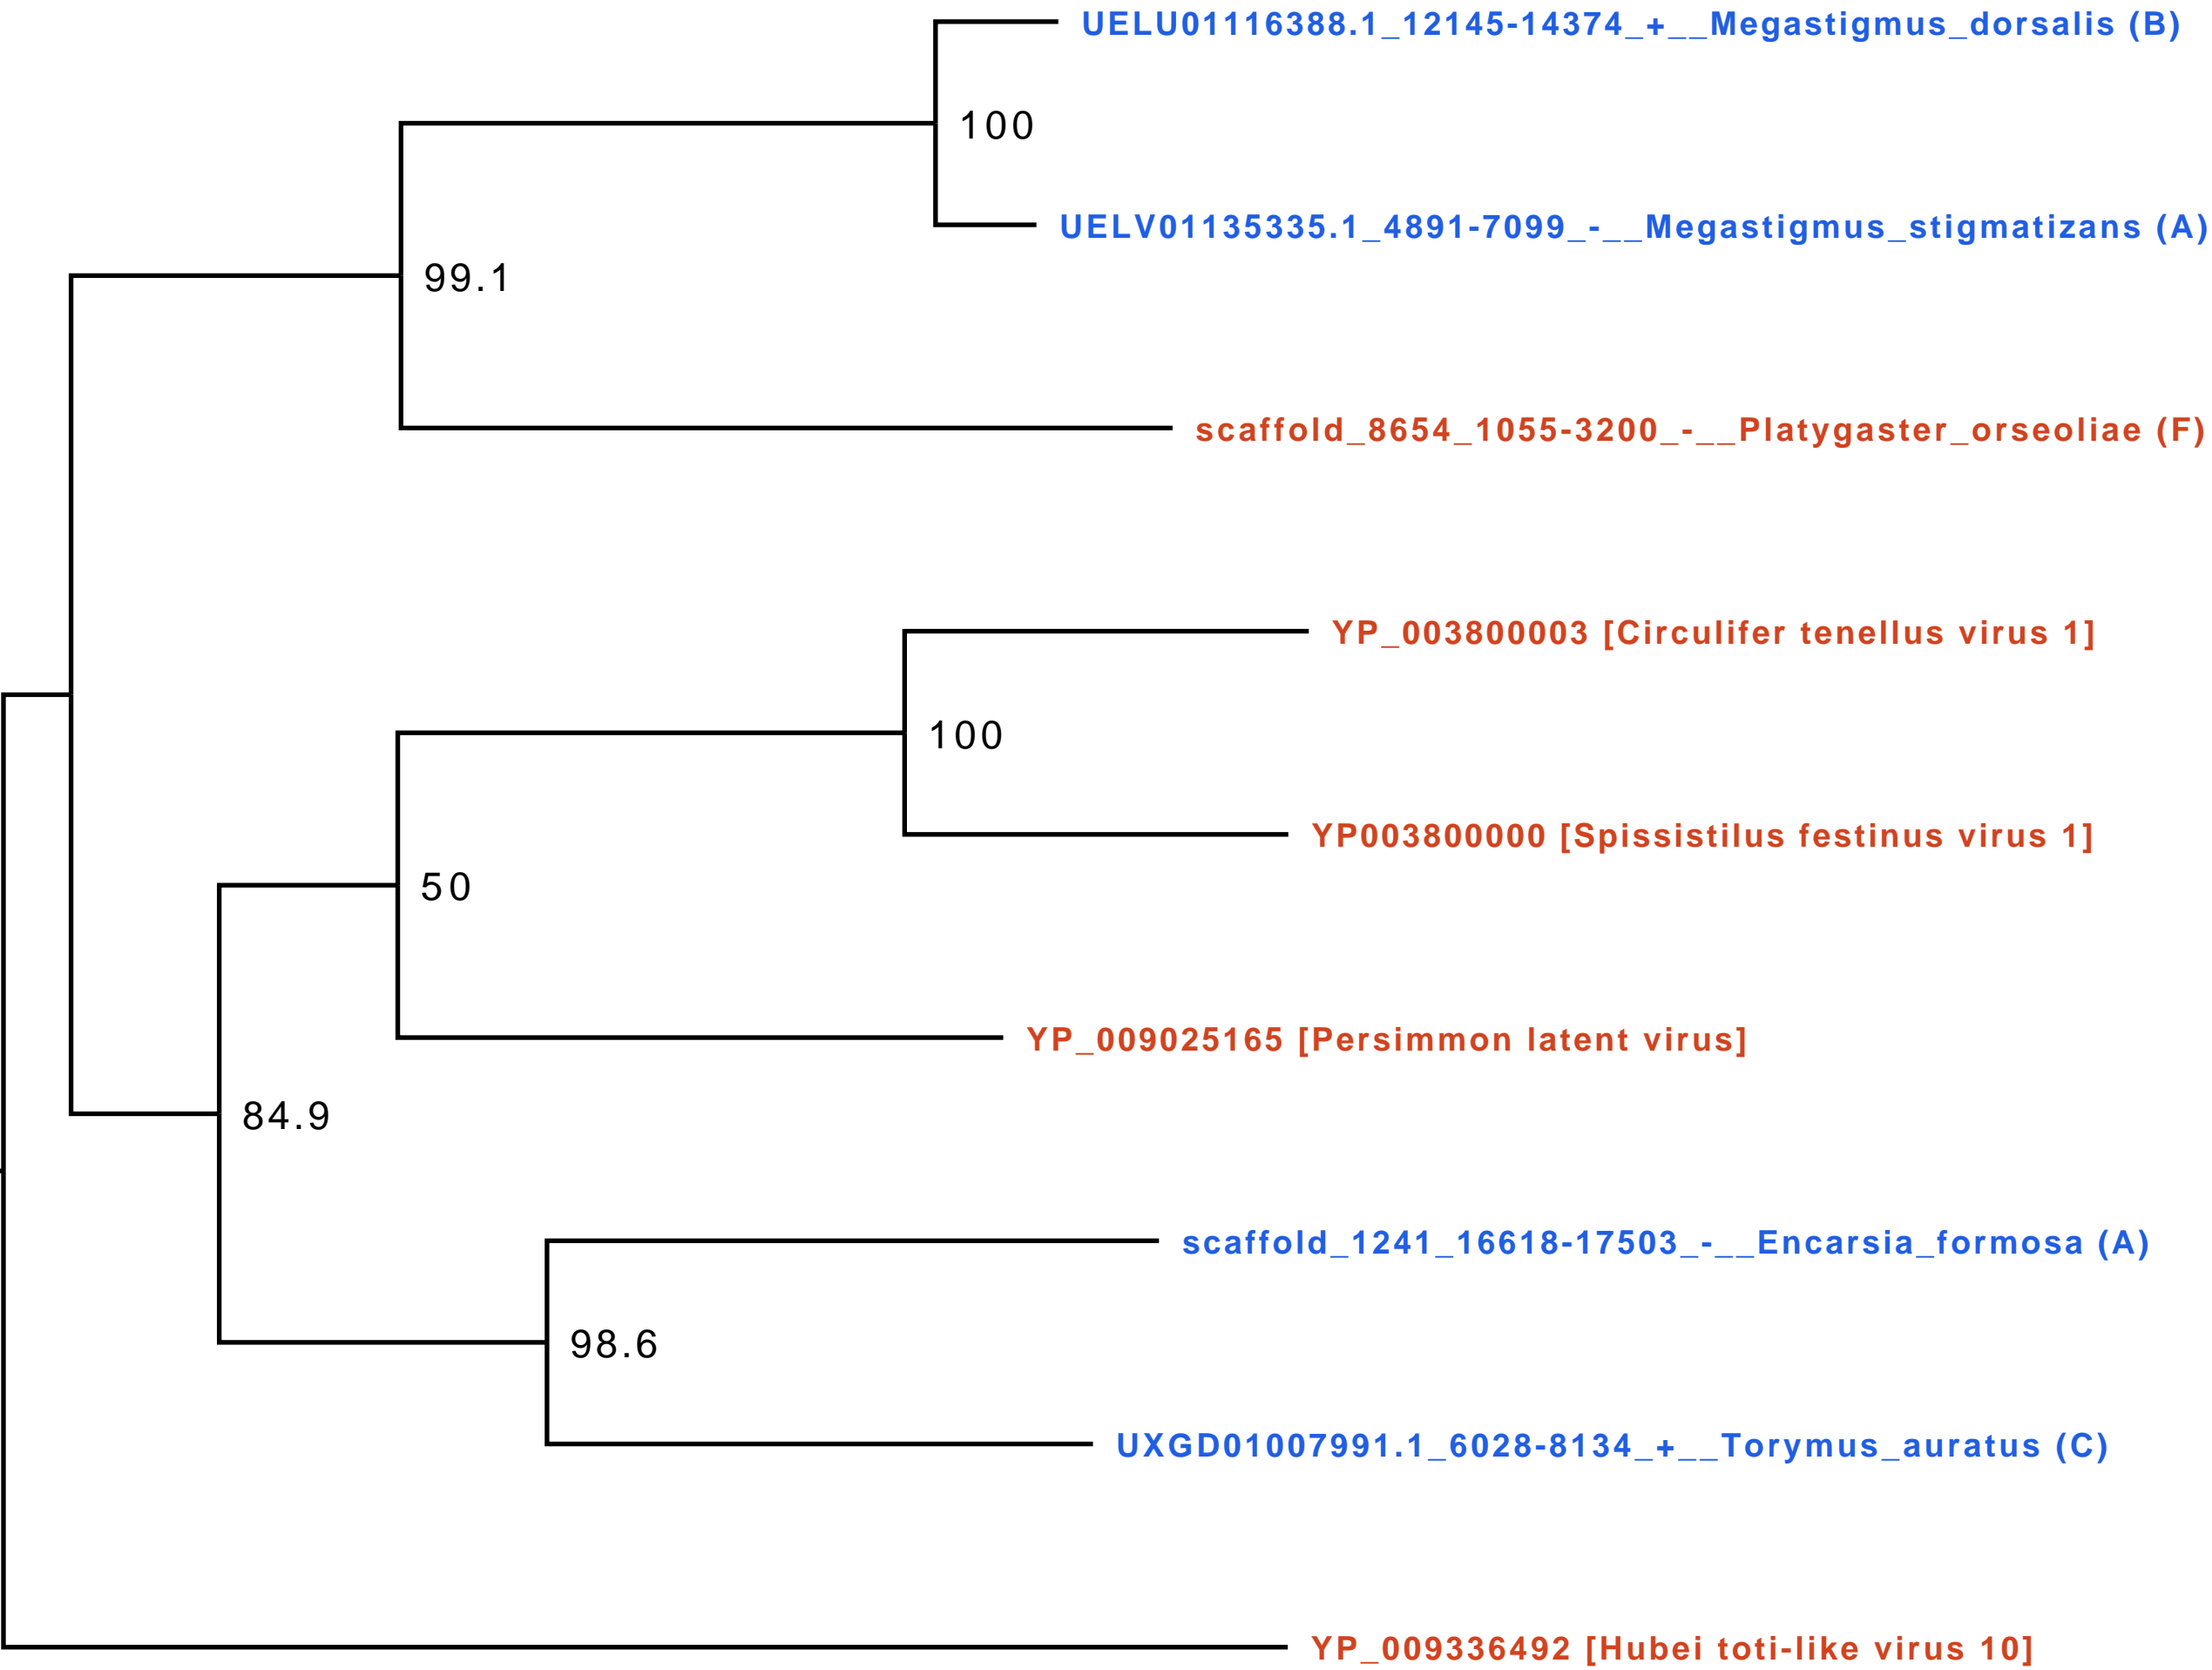 UELU01116388.1_12145-14374_+__Megastigmus_dorsalis (B)
100
UELV01135335.1_4891-7099_-__Megastigmus_stigmatizans (A)
99.1
scaffold_8654_1055-3200_-__Platygaster_orseoliae (F)
YP_003800003 [Circulifer tenellus virus 1]
100
YP003800000 [Spissistilus festinus virus 1]
50
YP_009025165 [Persimmon latent virus]
84.9
scaffold_1241_16618-17503_-__Encarsia_formosa (A)
98.6
UXGD01007991.1_6028-8134_+__Torymus_auratus (C)
YP_009336492 [Hubei toti-like virus 10]